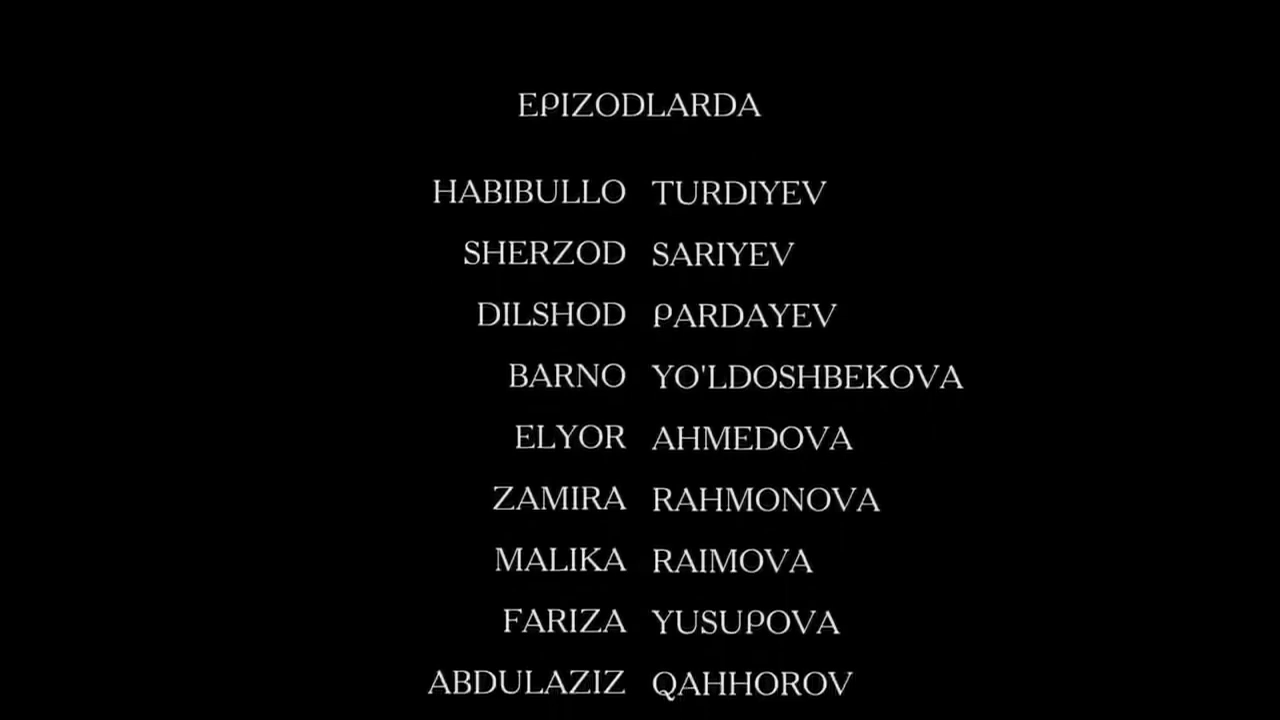 EPIZODLARDA
HABIBULLO TURDIYEV
SHERZOD SARIYEV
DILSHOD PARDAYEV
BARNO YO'LDOSHBEKOVA
ELYOR AHMEDOVA
ZAMIRA RAHMONOVA
MALIKA RAIMOVA
FARIZA YUSUPOVA
ABDULAZIZ QAHHOROV